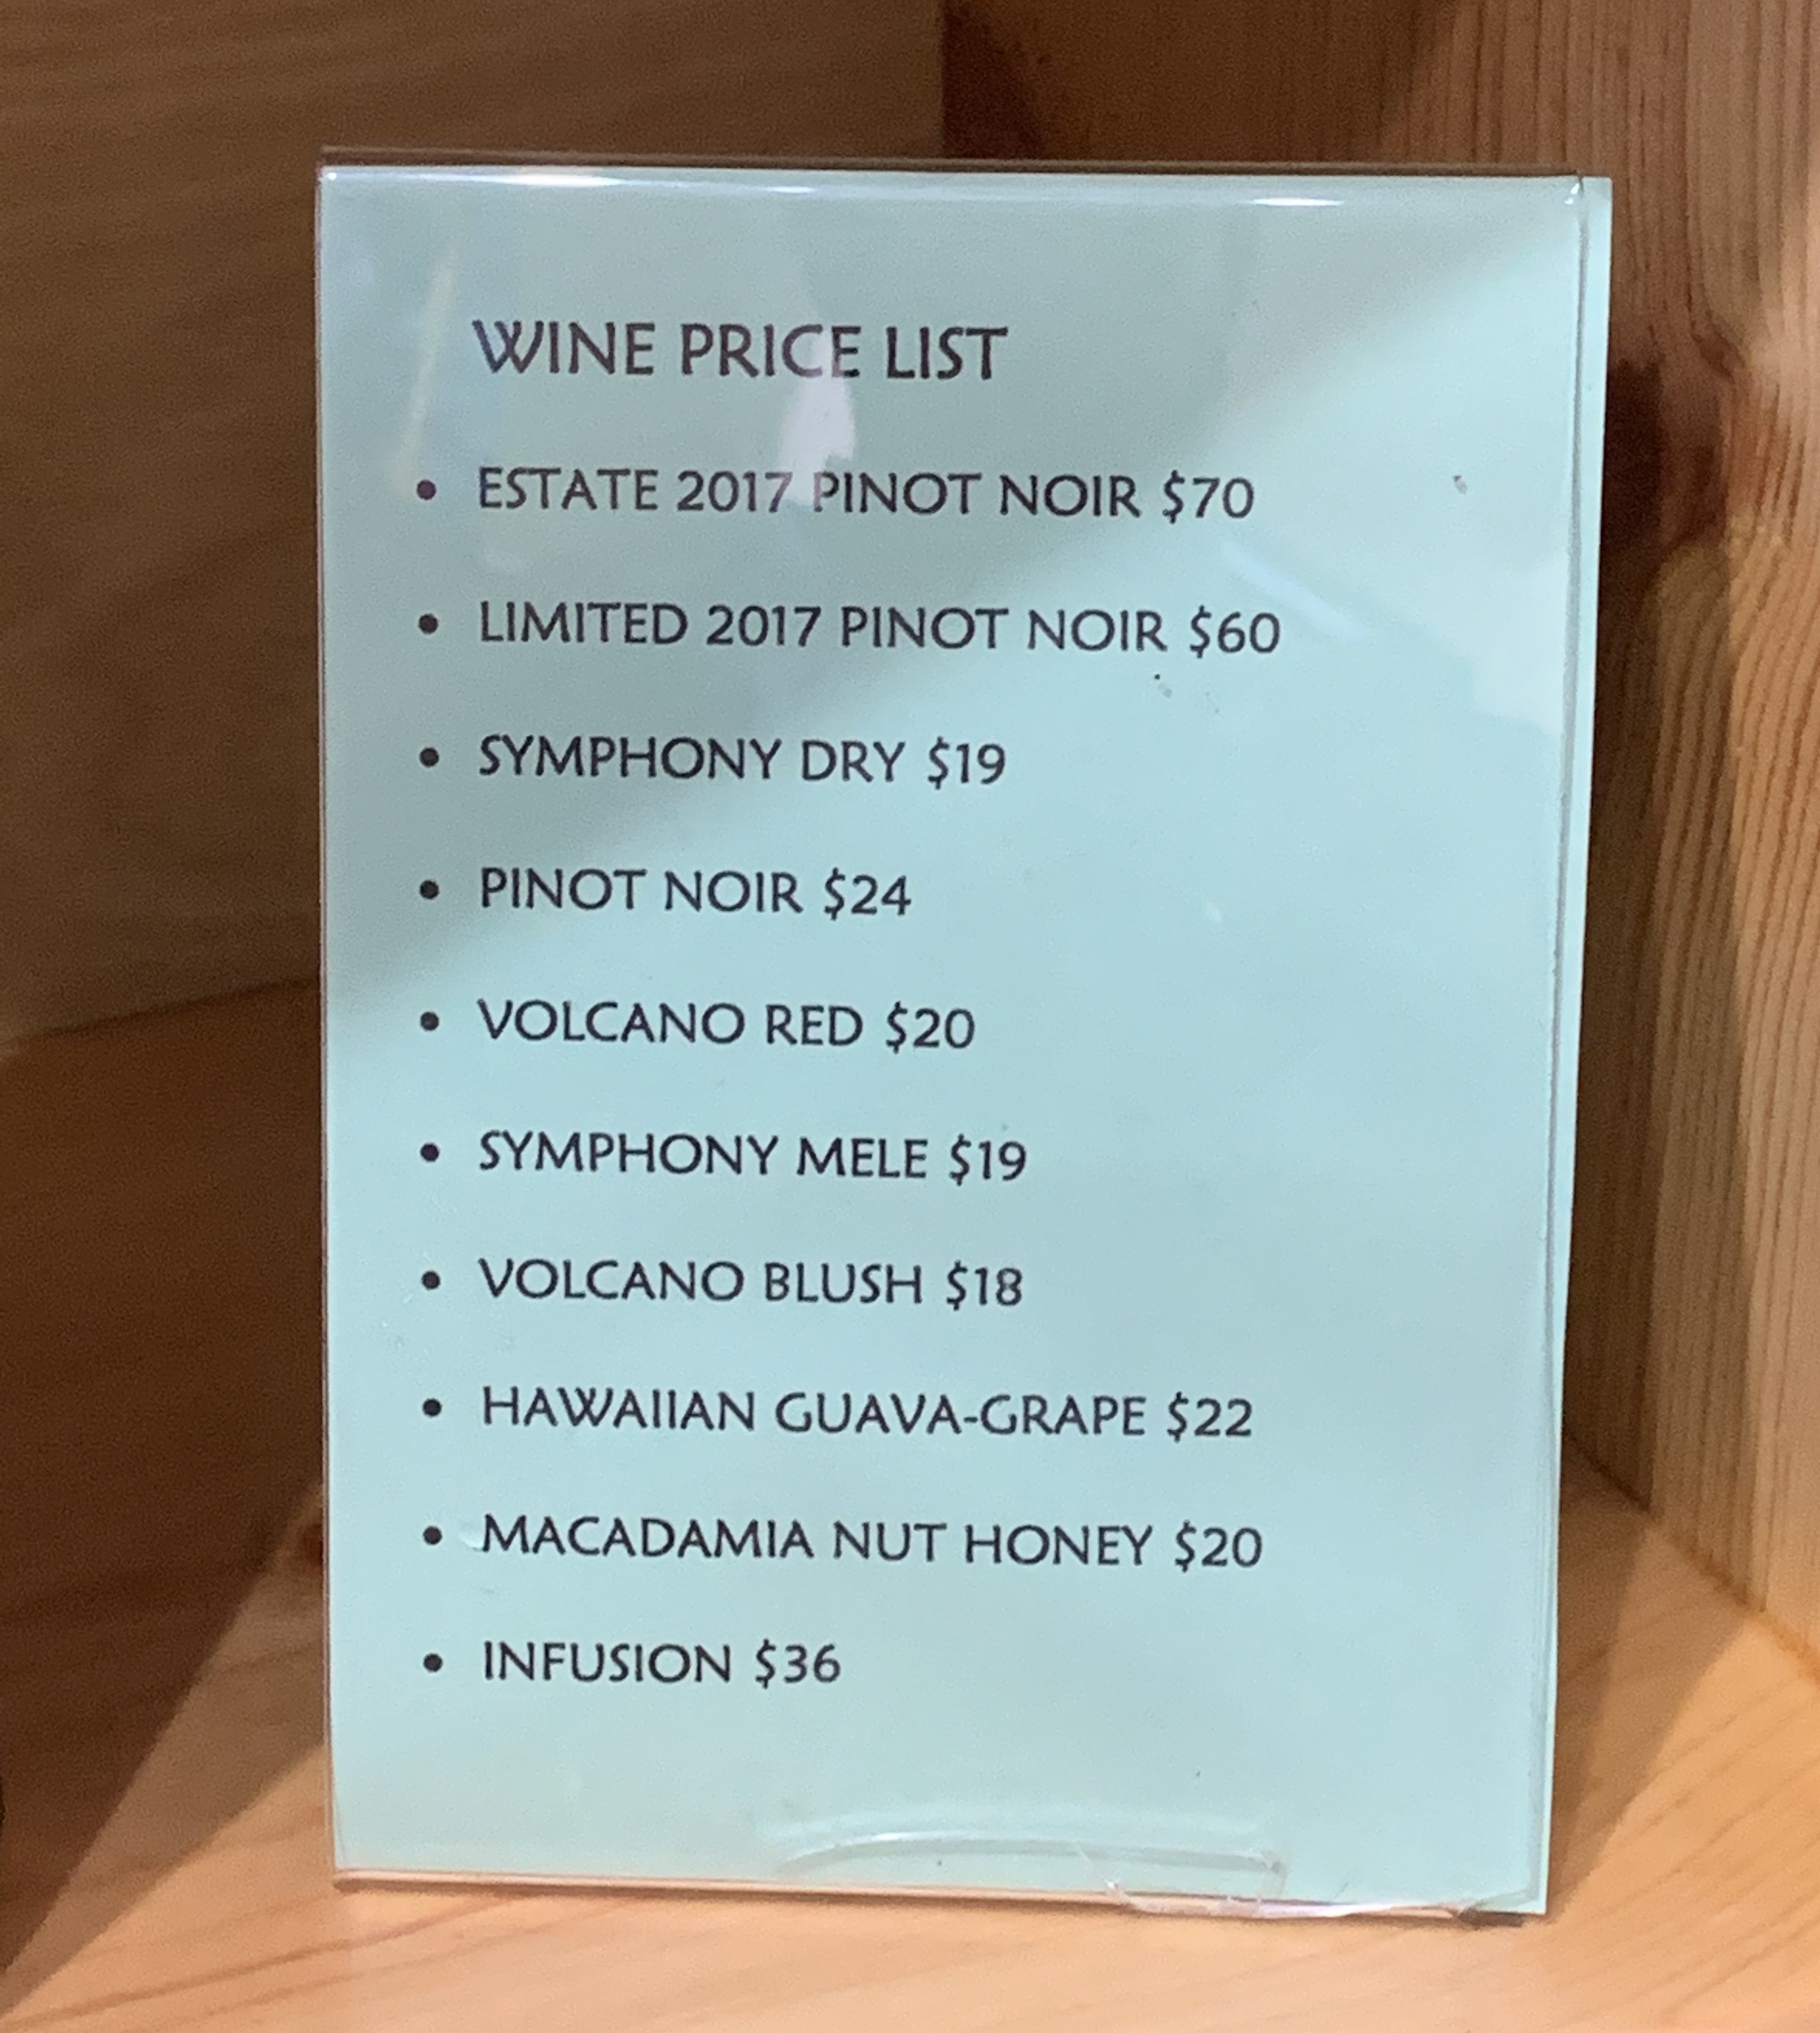 WINE PRICE LIST
• ESTATE 2017 PINOT NOIR $70
• LIMITED 2017 PINOT NOIR $60
• SYMPHONY DRY $19
• PINOT NOIR $24
• VOLCANO RED $20
• SYMPHONY MELE $19
• VOLCANO BLUSH $18
• HAWAIIAN GUAVA-GRAPE $22
• MACADAMIA NUT HONEY $20
• INFUSION $36